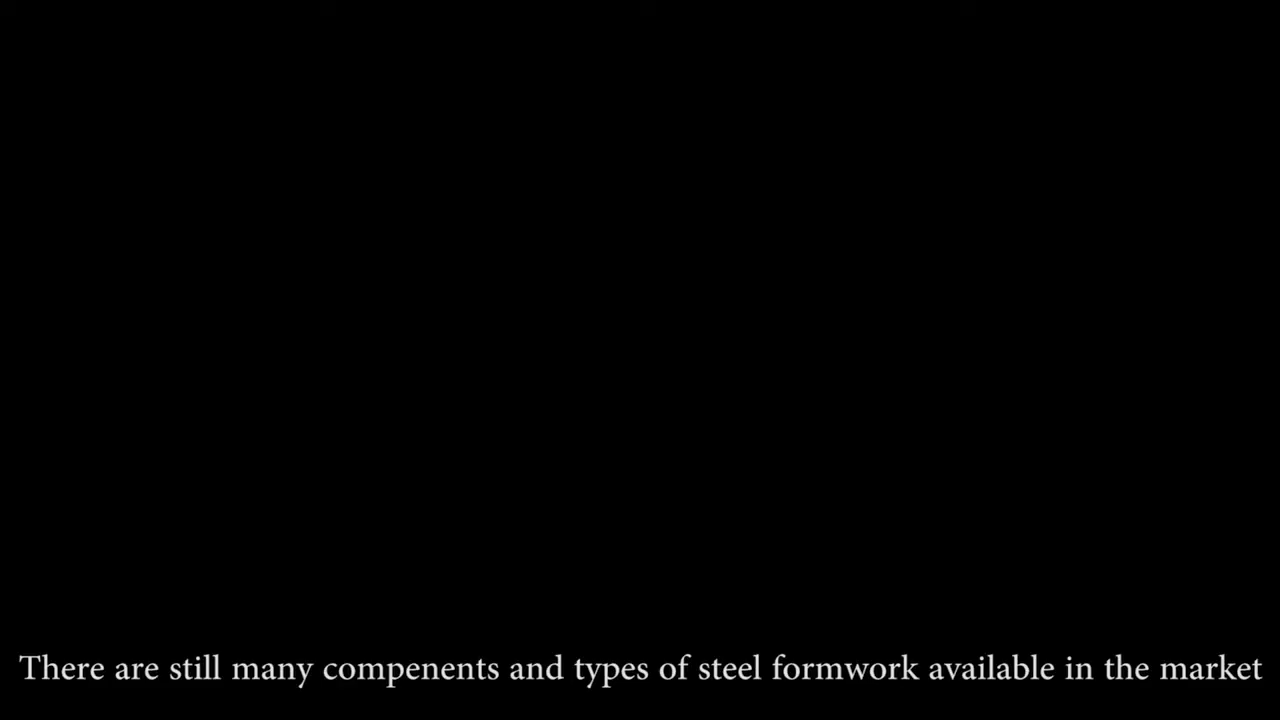 There are still many compenents and types of steel formwork available in the market